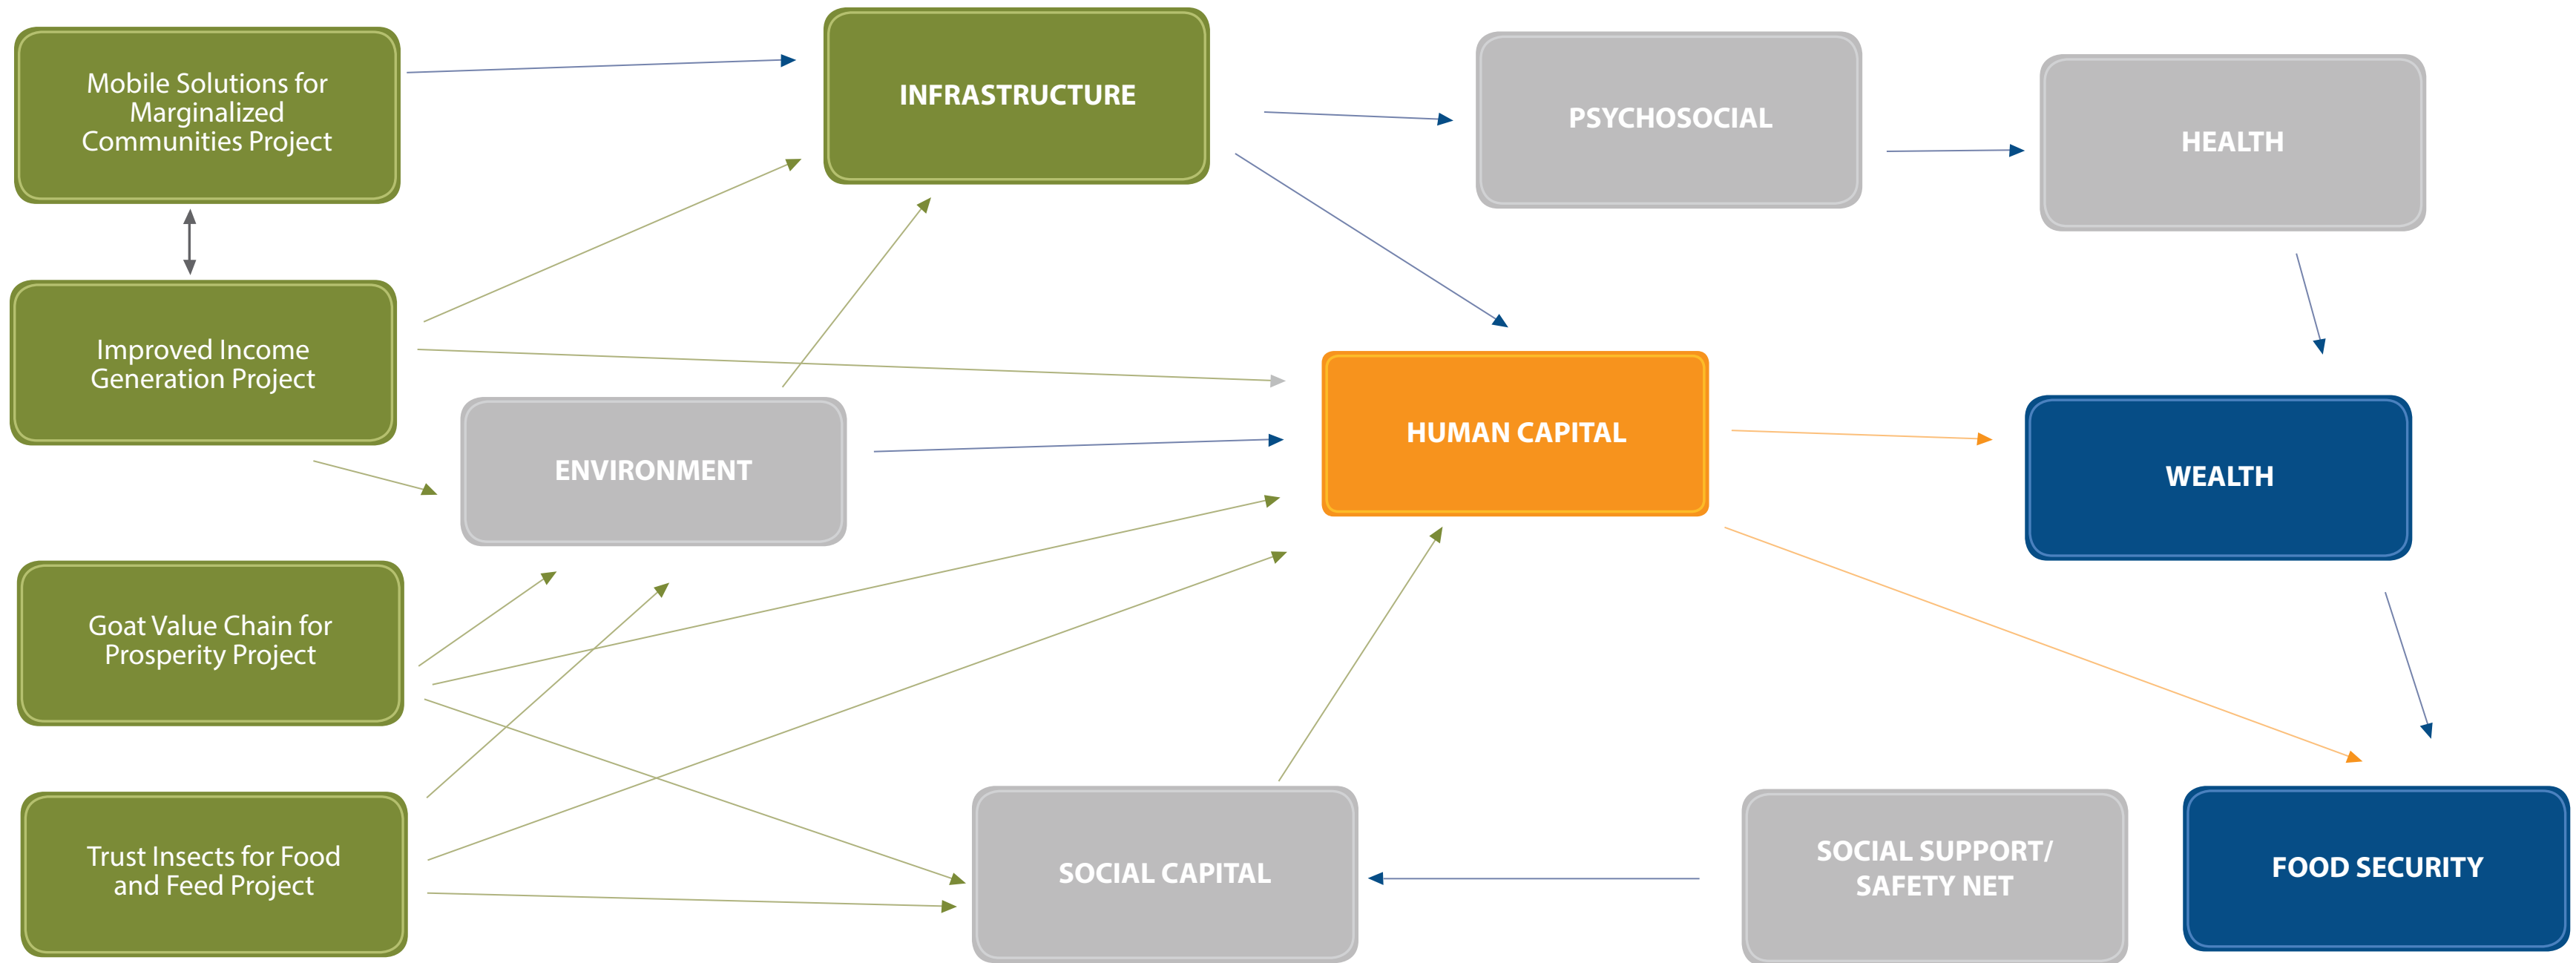 Mobile Solutions for
Marginalized
Communities Project
INFRASTRUCTURE
PSYCHOSOCIAL
HEALTH
Improved Income
Generation Project
ENVIRONMENT
HUMAN CAPITAL
WEALTH
Goat Value Chain for
Prosperity Project
Trust Insects for Food
and Feed Project
SOCIAL CAPITAL
SOCIAL SUPPORT/
SAFETY NET
FOOD SECURITY